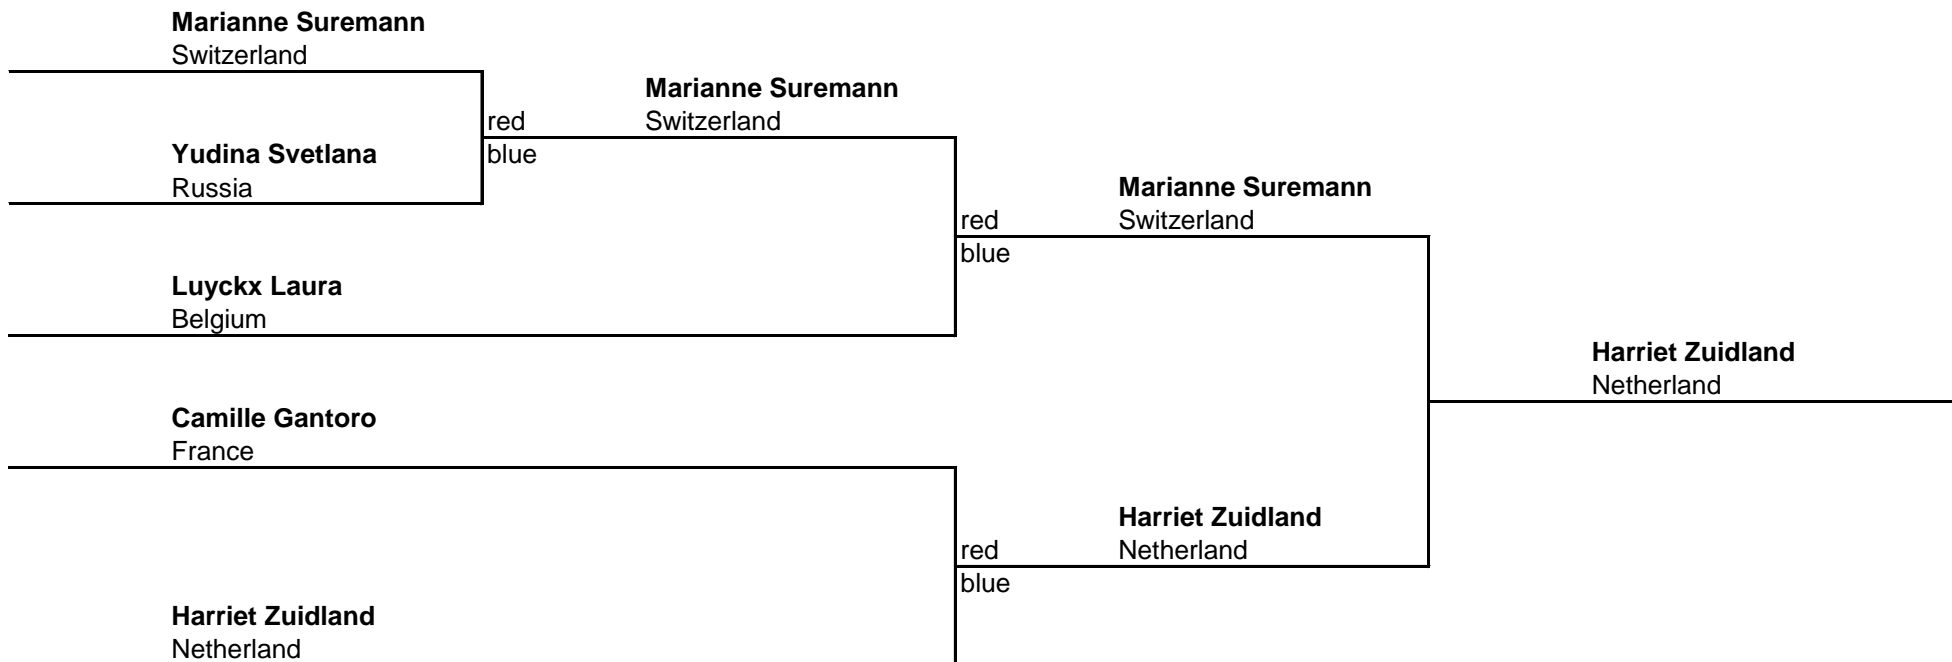 Marianne Suremann
Switzerland
Marianne Suremann
red Switzerland
Yudina Svetlana blue
Russia
Marianne Suremann
red Switzerland
blue
Luyckx Laura
Belgium
Harriet Zuidland
Netherland
Camille Gantoro
France
Harriet Zuidland
red Netherland
blue
Harriet Zuidland
Netherland